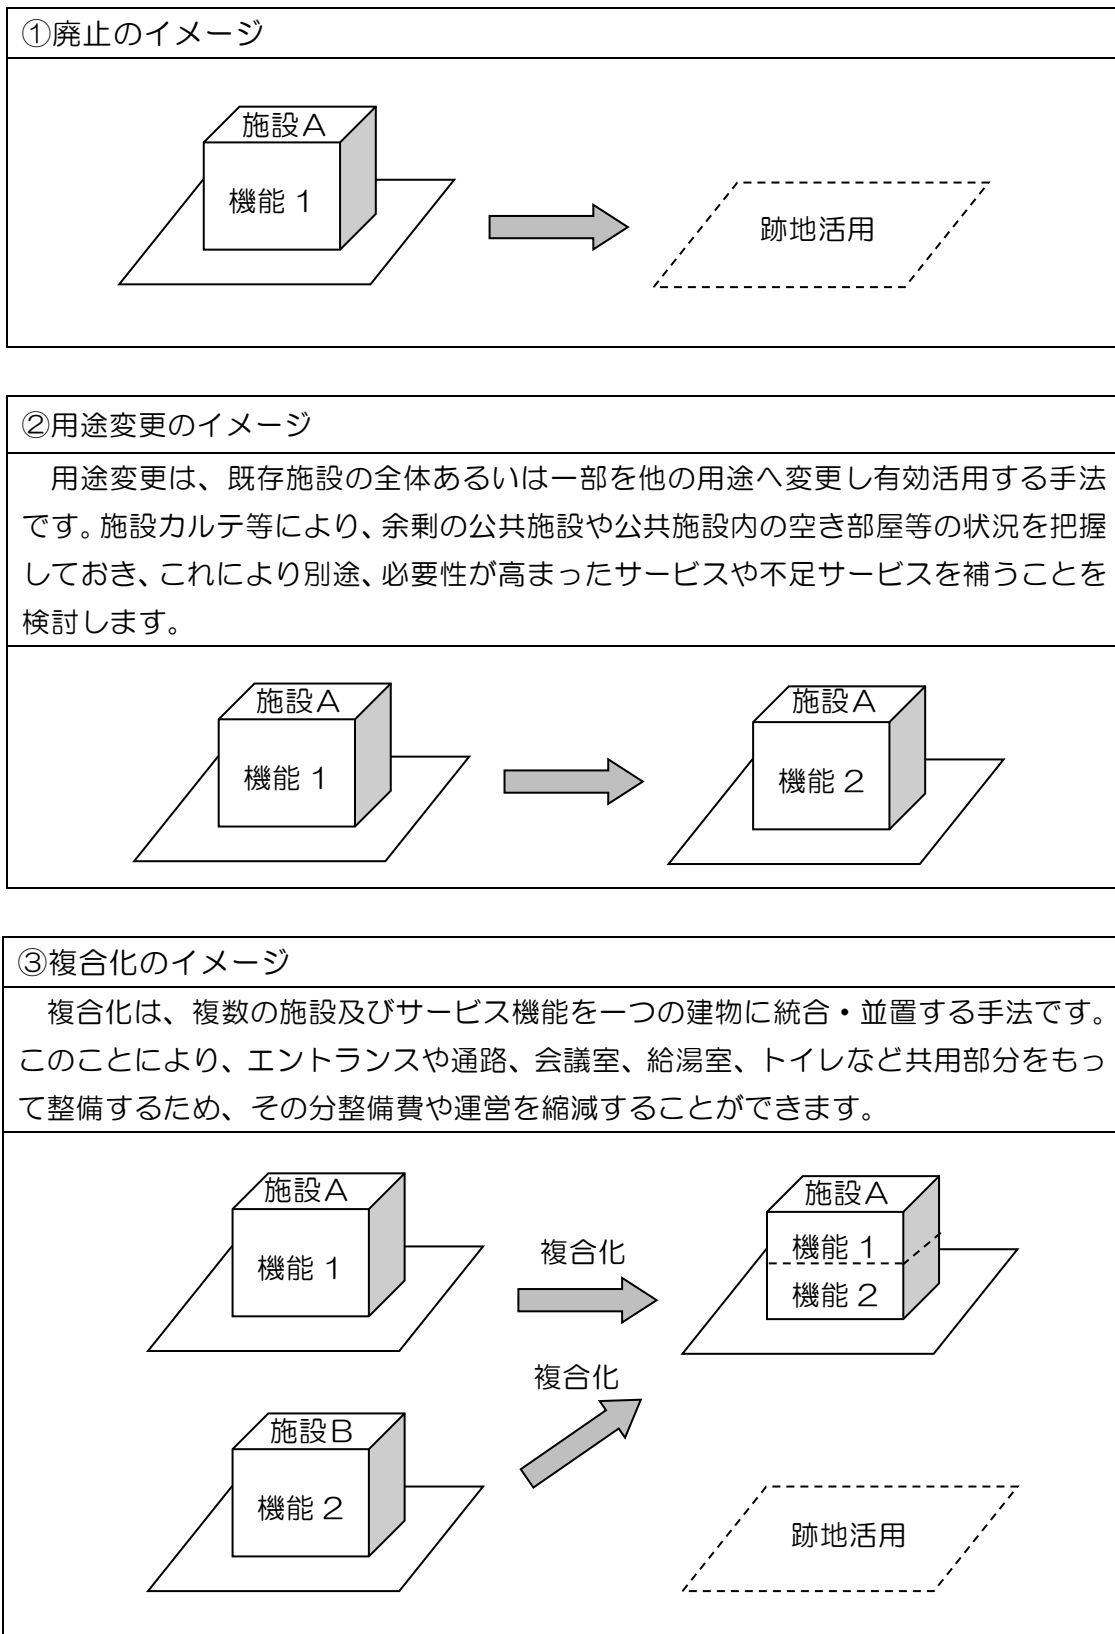 ①廃止のイメージ
施設A
機能 1
跡地活用
②用途変更のイメージ
用途変更は、既存施設の全体あるいは一部を他の用途へ変更し有効活用する手法
です。施設カルテ等により、余剰の公共施設や公共施設内の空き部屋等の状況を把握
しておき、これにより別途、必要性が高まったサービスや不足サービスを補うことを
検討します。
施設A
機能 1
施設A
機能 2
③複合化のイメージ
複合化は、複数の施設及びサービス機能を一つの建物に統合・並置する手法です。
このことにより、エントランスや通路、会議室、給湯室、トイレなど共用部分をもっ
て整備するため、その分整備費や運営を縮減することができます。
施設A
機能 1
複合化
施設A
機能 1
機能 2
複合化
施設B
機能 2
跡地活用